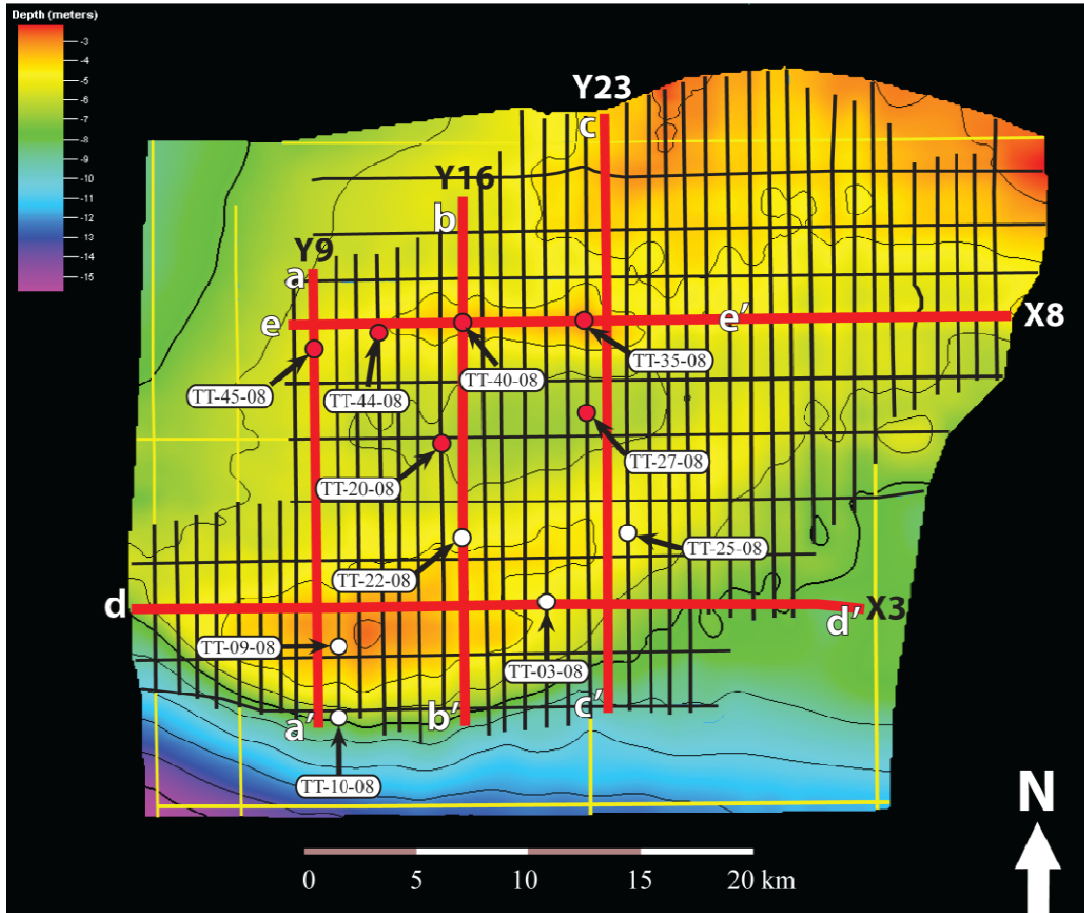 Depth (meters)
-3
-4
-5
-6
-7
-8
-9
-10
-11
-12
-13
-14
-15
Y23
c
Y16
b
Y9
a
e
e'
X8
TT-45-08
TT-44-08
TT-40-08
TT-35-08
TT-20-08
TT-27-08
TT-22-08
TT-25-08
d
d'
X3
TT-09-08
TT-03-08
a'
b'
c'
TT-10-08
N
0 5 10 15 20 km